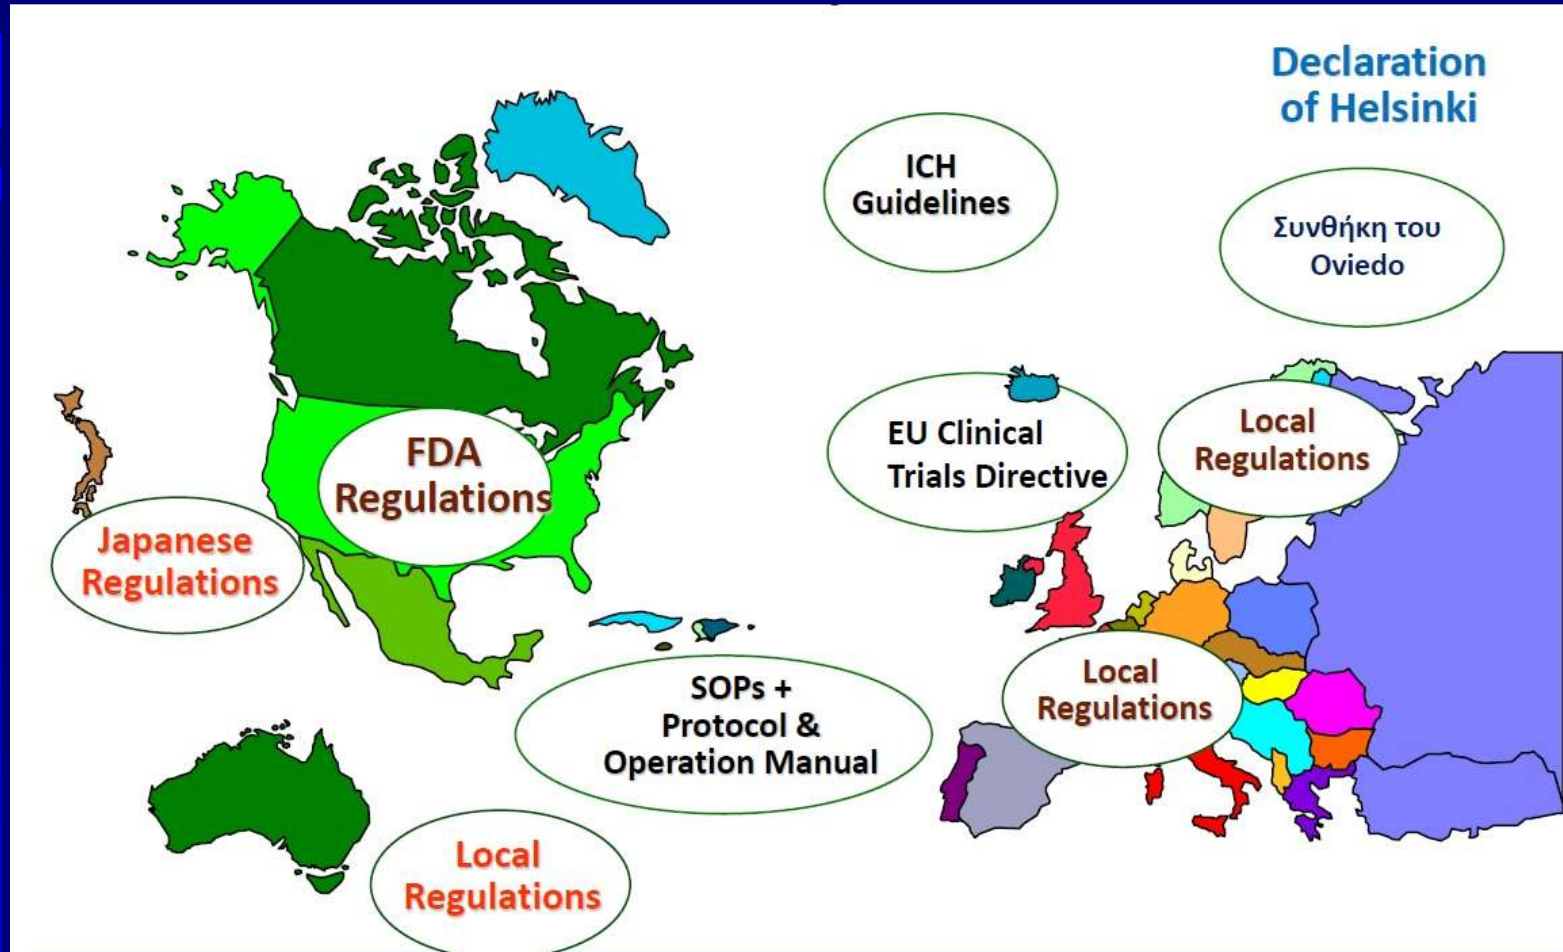 Declaration
of Helsinki
ICH
Guidelines
Συνθήκη του
Oviedo
FDA
Regulations
EU Clinical
Trials Directive
Local
Regulations
Japanese
Regulations
SOPs +
Protocol &
Operation Manual
Local
Regulations
Local
Regulations